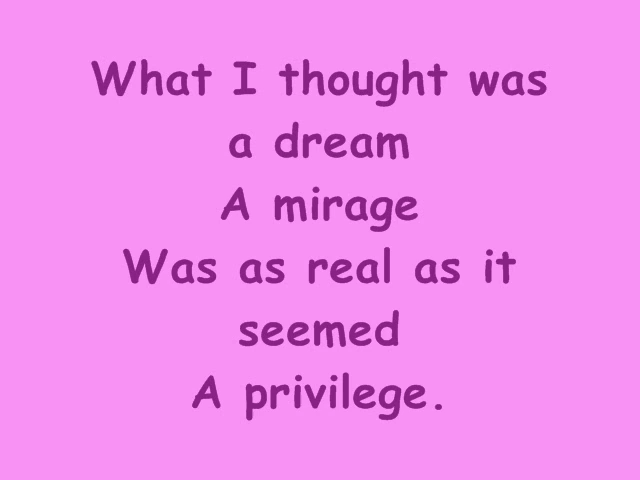 What I thought was
a dream
A mirage
Was as real as it
seemed
A privilege.